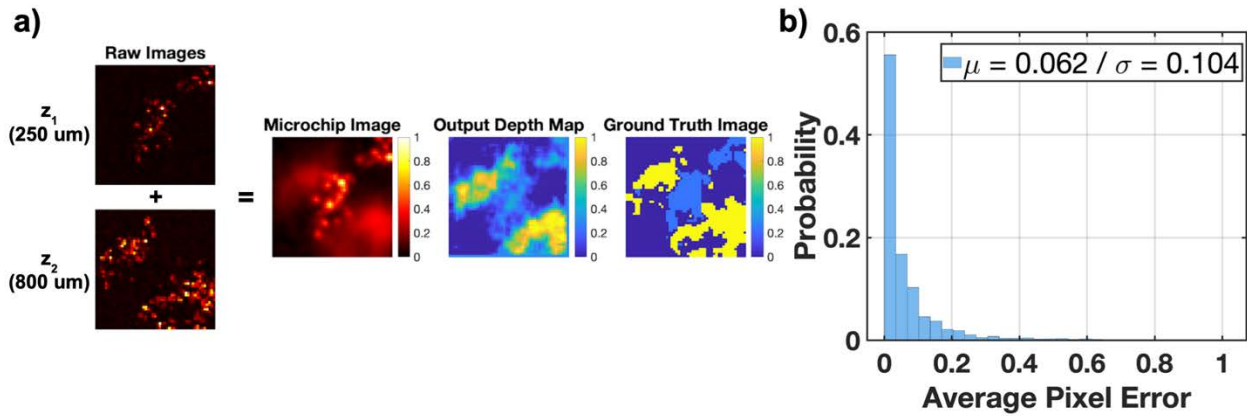 a)
Raw Images
z1
(250 um)
+
z2
(800 um)
=
Microchip Image
1
0.8
0.6
0.4
0.2
0
Output Depth Map
1
0.8
0.6
0.4
0.2
0
Ground Truth Image
1
0.8
0.6
0.4
0.2
0
b)
μ = 0.062 / σ = 0.104
Probability
0.6
0.4
0.2
0
0 0.2 0.4 0.6 0.8 1
Average Pixel Error